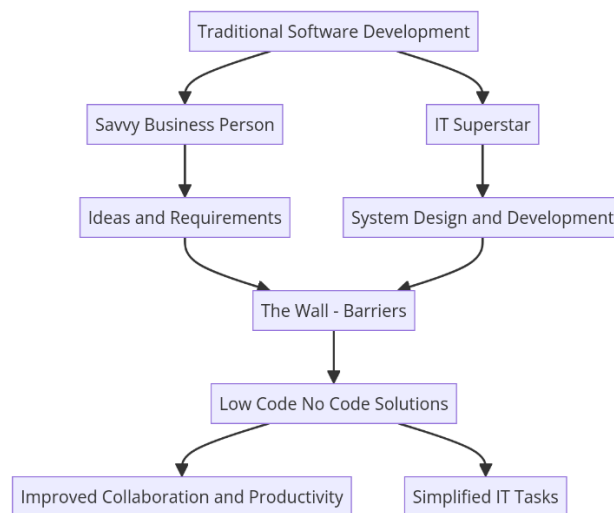 Traditional Software Development
Savvy Business Person
IT Superstar
Ideas and Requirements
System Design and Development
The Wall - Barriers
Low Code No Code Solutions
Improved Collaboration and Productivity
Simplified IT Tasks